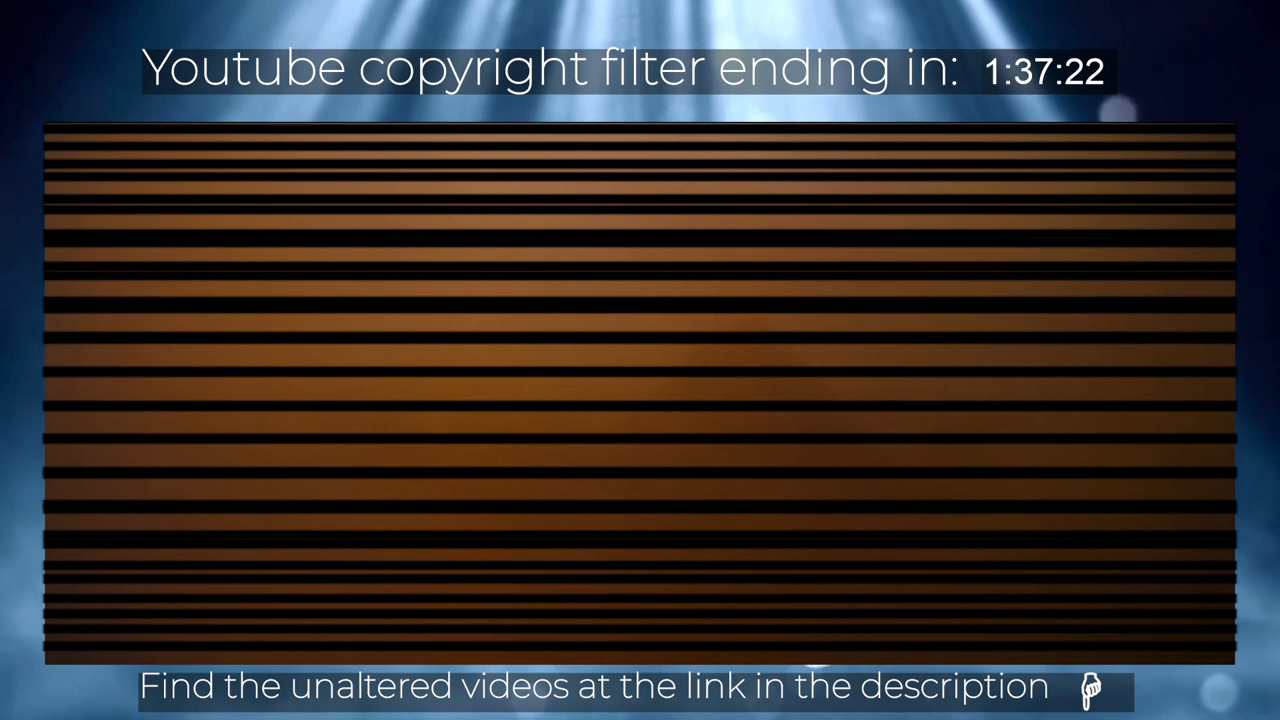 Youtube copyright filter ending in: 1:37:22
Find the unaltered videos at the link in the description